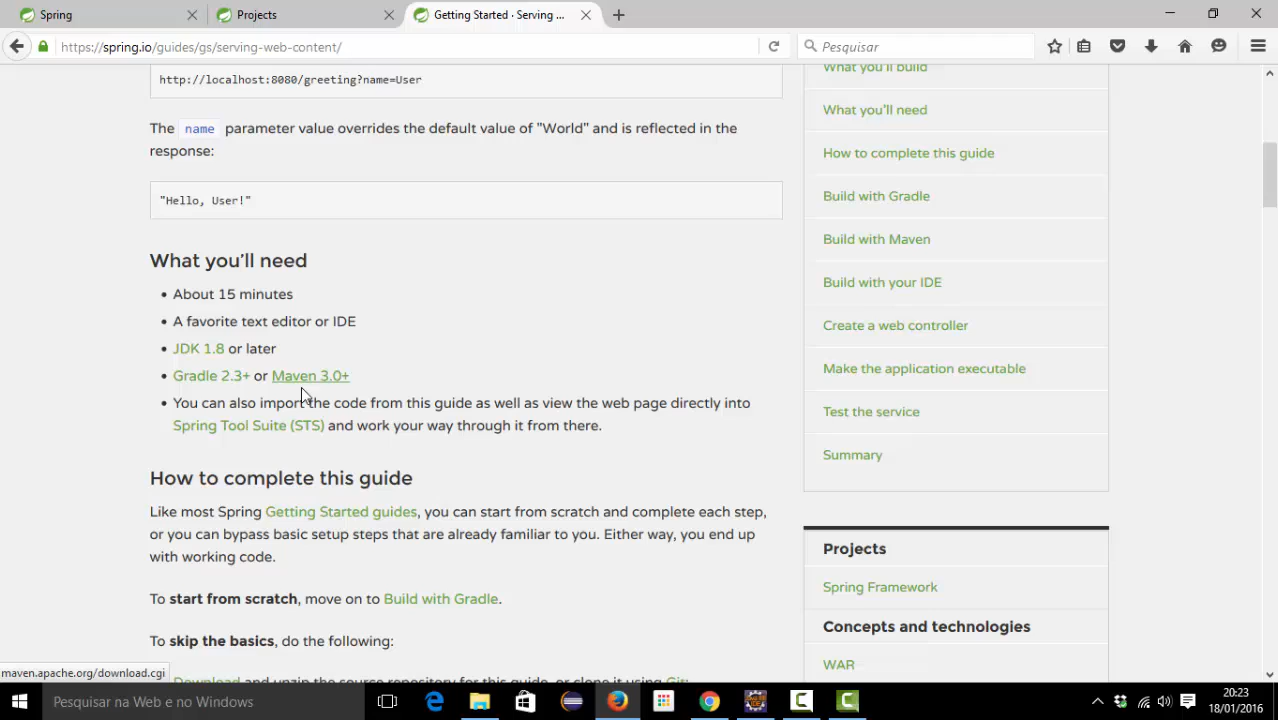 Spring
Projects
Getting Started · Serving ...
https://spring.io/guides/gs/serving-web-content/
Pesquisar
http://localhost:8080/greeting?name=User
The name parameter value overrides the default value of "World" and is reflected in the
response:
"Hello, User!"
What you'll need
About 15 minutes
A favorite text editor or IDE
JDK 1.8 or later
Gradle 2.3+ or Maven 3.0+
You can also import the code from this guide as well as view the web page directly into
Spring Tool Suite (STS) and work your way through it from there.
How to complete this guide
Like most Spring Getting Started guides, you can start from scratch and complete each step,
or you can bypass basic setup steps that are already familiar to you. Either way, you end up
with working code.
To start from scratch, move on to Build with Gradle.
To skip the basics, do the following:
Download and unzip the source repository for this guide, or clone it using Git:
What you'll build
What you'll need
How to complete this guide
Build with Gradle
Build with Maven
Build with your IDE
Create a web controller
Make the application executable
Test the service
Summary
Projects
Spring Framework
Concepts and technologies
WAR
maven.apache.org/download.cgi
Pesquisar na Web e no Windows
20:23
18/01/2016